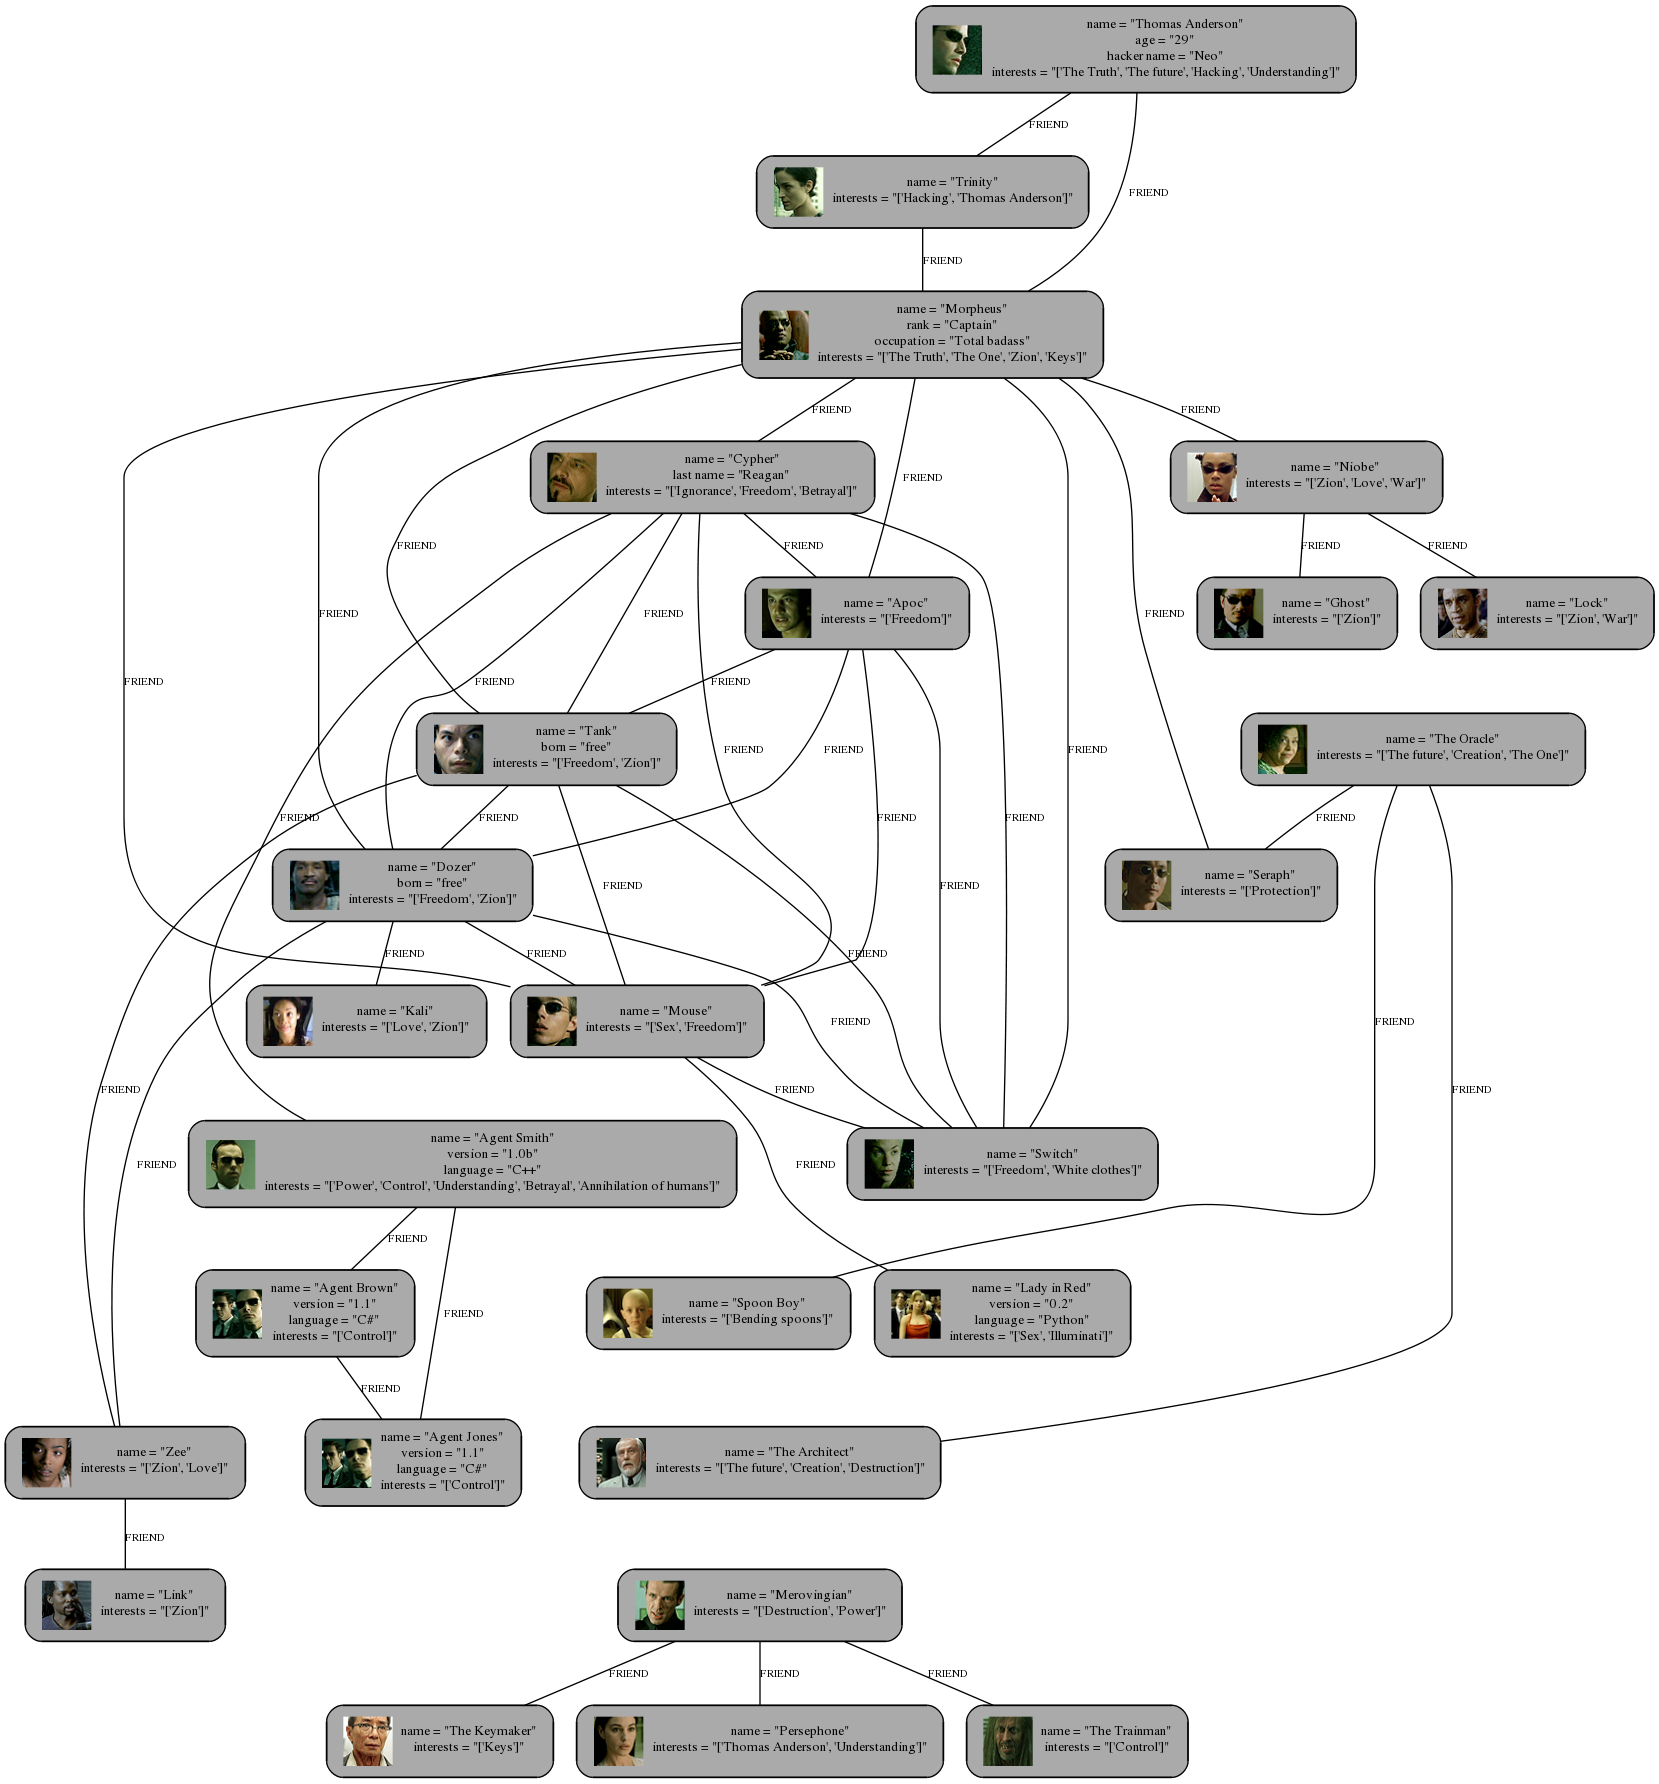 name = "Thomas Anderson"
age = "29"
hacker name = "Neo"
interests = "['The Truth', 'The future', 'Hacking', 'Understanding']"
FRIEND
name = "Trinity"
interests = "['Hacking', 'Thomas Anderson']"
FRIEND
FRIEND
name = "Morpheus"
rank = "Captain"
occupation = "Total badass"
interests = "['The Truth', 'The One', 'Zion', 'Keys']"
FRIEND
FRIEND
name = "Cypher"
last name = "Reagan"
interests = "['Ignorance', 'Freedom', 'Betrayal']"
FRIEND
name = "Niobe"
interests = "['Zion', 'Love', 'War']"
FRIEND
FRIEND
FRIEND
FRIEND
name = "Apoc"
interests = "['Freedom']"
name = "Ghost"
interests = "['Zion']"
name = "Lock"
interests = "['Zion', 'War']"
FRIEND
FRIEND
FRIEND
FRIEND
FRIEND
FRIEND
name = "Tank"
born = "free"
interests = "['Freedom', 'Zion']"
FRIEND
FRIEND
FRIEND
name = "The Oracle"
interests = "['The future', 'Creation', 'The One']"
FRIEND
FRIEND
FRIEND
FRIEND
FRIEND
name = "Dozer"
born = "free"
interests = "['Freedom', 'Zion']"
FRIEND
FRIEND
name = "Seraph"
interests = "['Protection']"
FRIEND
FRIEND
FRIEND
name = "Kali"
interests = "['Love', 'Zion']"
name = "Mouse"
interests = "['Sex', 'Freedom']"
FRIEND
FRIEND
FRIEND
FRIEND
FRIEND
name = "Agent Smith"
version = "1.0b"
language = "C++"
interests = "['Power', 'Control', 'Understanding', 'Betrayal', 'Annihilation of humans']"
FRIEND
FRIEND
name = "Switch"
interests = "['Freedom', 'White clothes']"
FRIEND
name = "Agent Brown"
version = "1.1"
language = "C#"
interests = "['Control']"
FRIEND
name = "Spoon Boy"
interests = "['Bending spoons']"
name = "Lady in Red"
version = "0.2"
language = "Python"
interests = "['Sex', 'Illuminati']"
FRIEND
name = "Zee"
interests = "['Zion', 'Love']"
name = "Agent Jones"
version = "1.1"
language = "C#"
interests = "['Control']"
name = "The Architect"
interests = "['The future', 'Creation', 'Destruction']"
FRIEND
name = "Link"
interests = "['Zion']"
name = "Merovingian"
interests = "['Destruction', 'Power']"
FRIEND
FRIEND
FRIEND
name = "The Keymaker"
interests = "['Keys']"
name = "Persephone"
interests = "['Thomas Anderson', 'Understanding']"
name = "The Trainman"
interests = "['Control']"